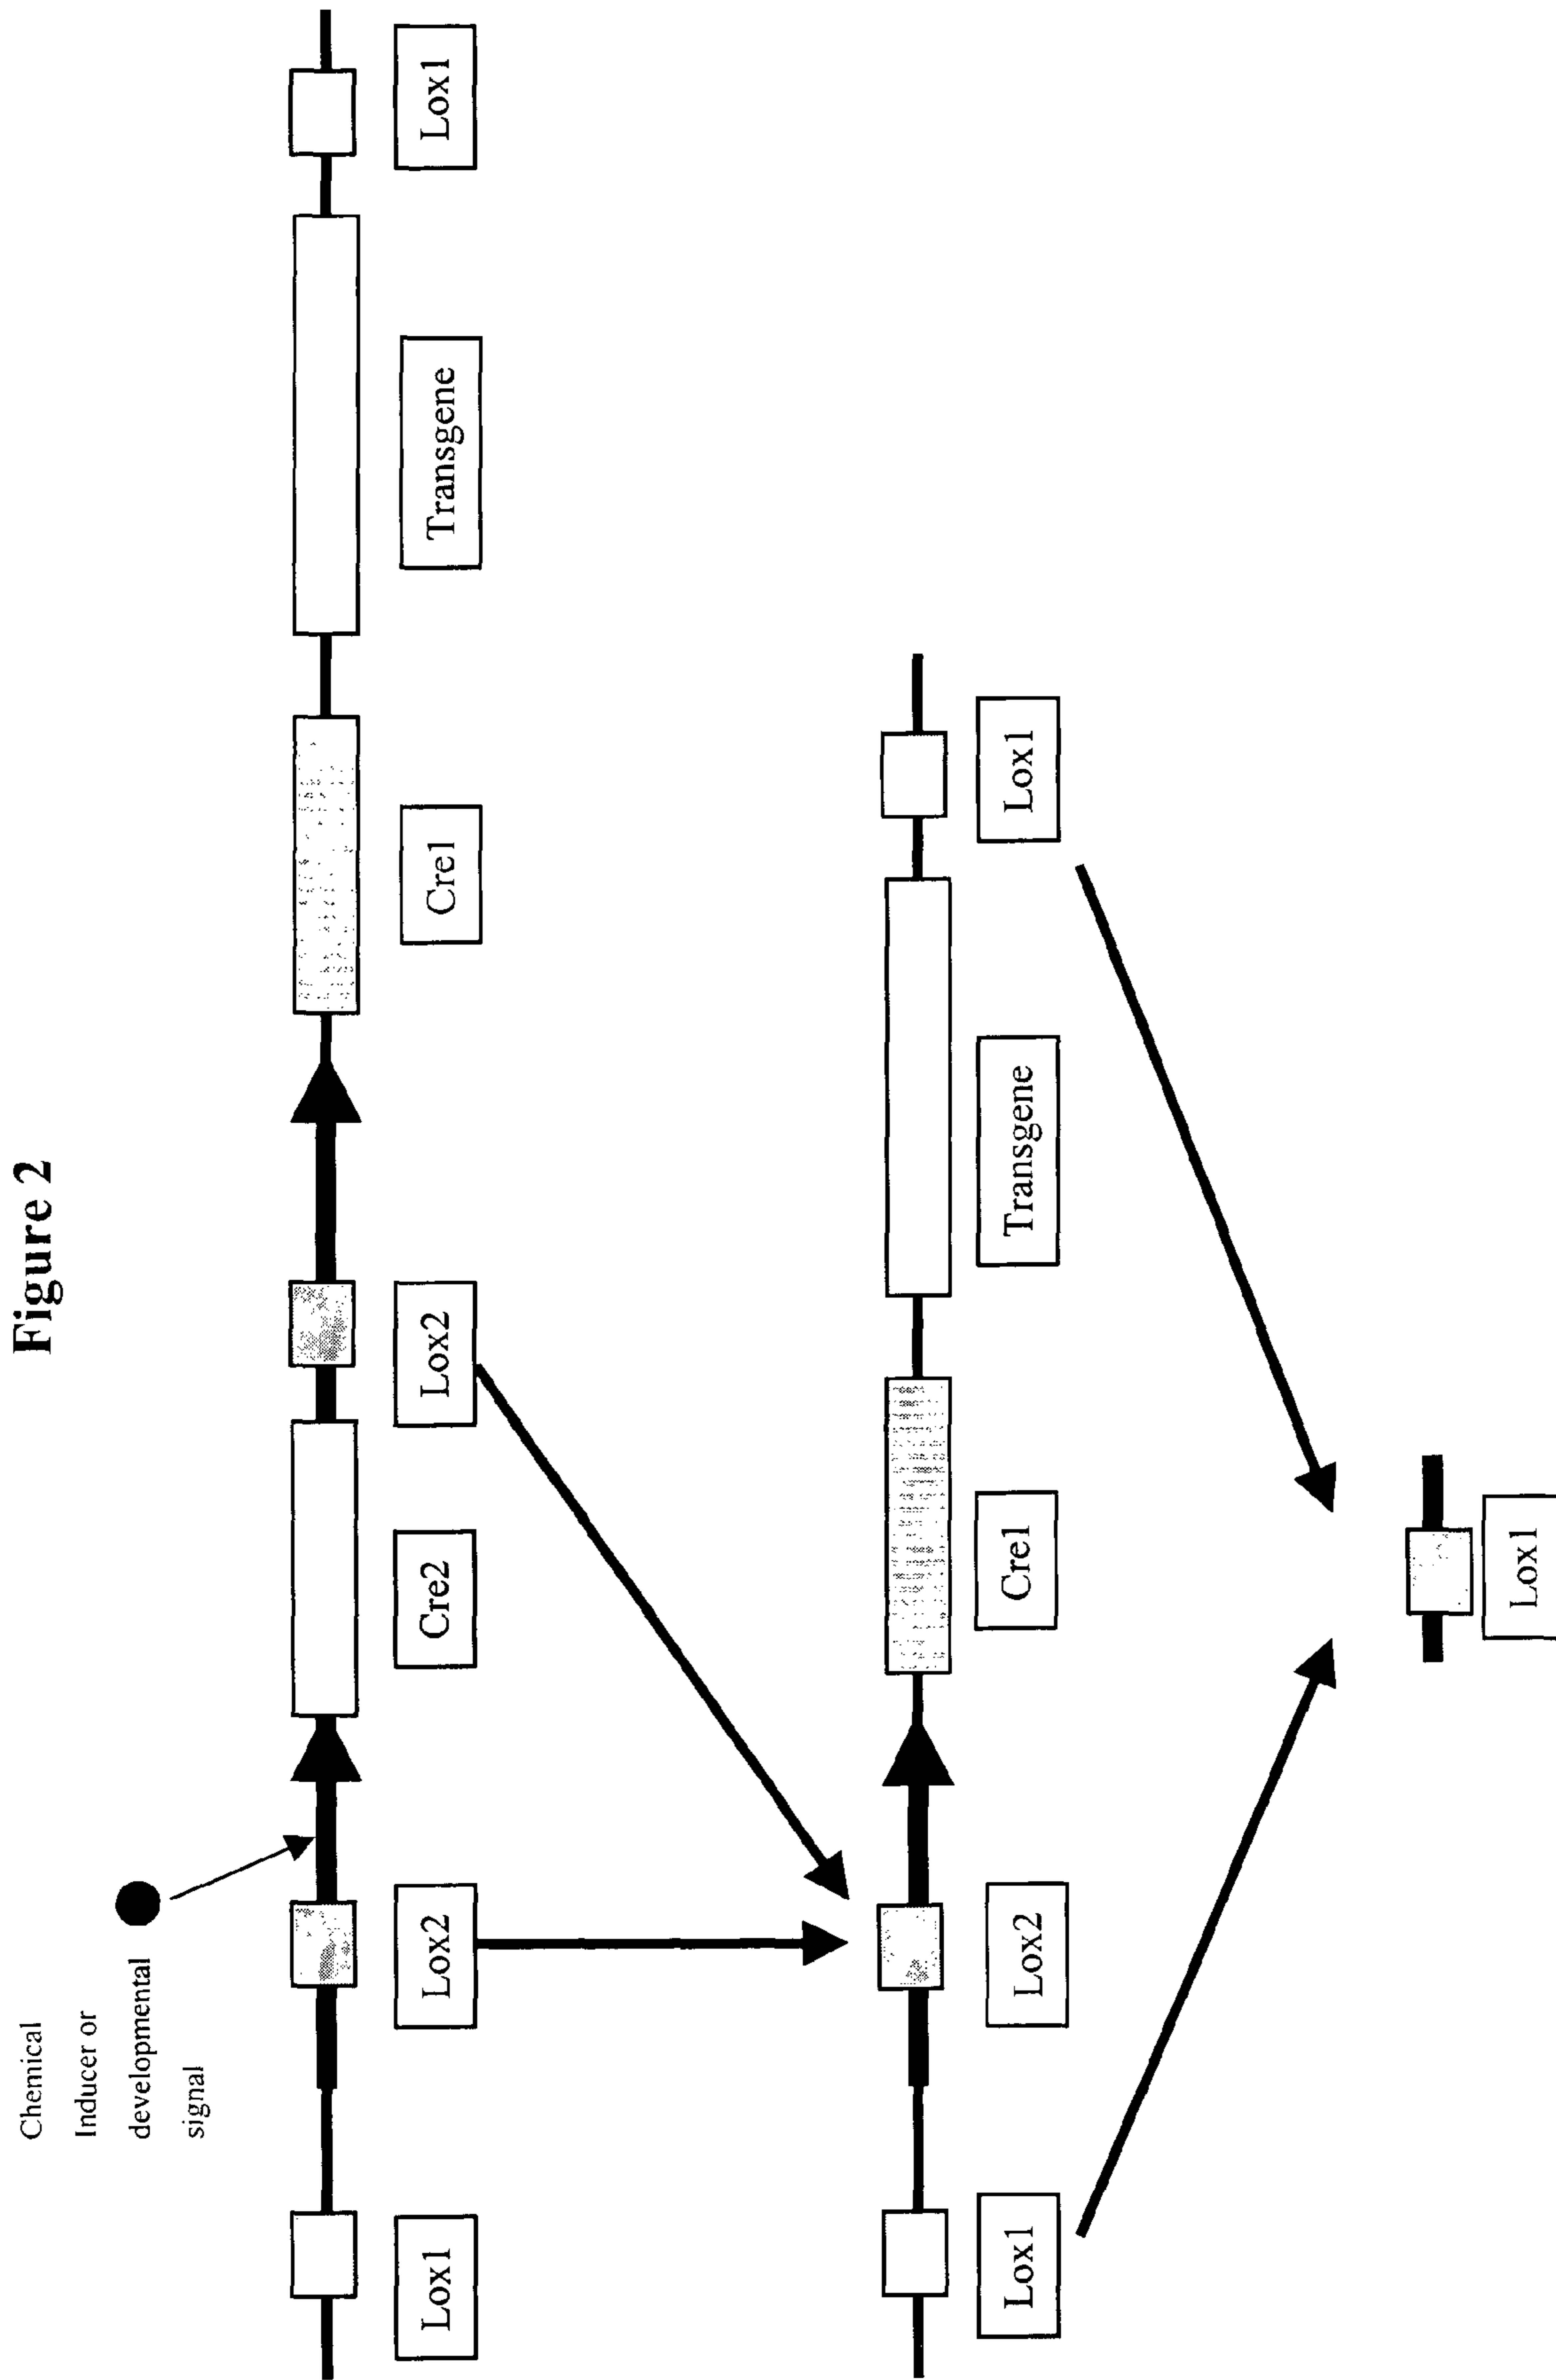 Figure 2
Chemical
Inducer or
developmental
signal
Lox1
Lox2
Cre2
Lox2
Cre1
Transgene
Lox1
Lox1
Lox2
Cre1
Transgene
Lox1
Lox1